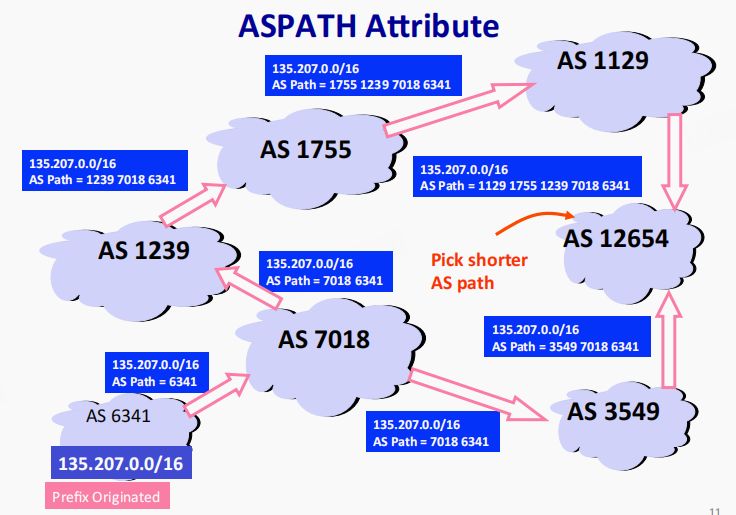 ASPATH Attribute
135.207.0.0/16
AS Path = 1755 1239 7018 6341
AS 1129
AS 1755
135.207.0.0/16
AS Path = 1239 7018 6341
135.207.0.0/16
AS Path = 1129 1755 1239 7018 6341
AS 1239
AS 12654
Pick shorter
AS path
135.207.0.0/16
AS Path = 7018 6341
AS 7018
135.207.0.0/16
AS Path = 3549 7018 6341
135.207.0.0/16
AS Path = 6341
AS 6341
135.207.0.0/16
AS Path = 7018 6341
AS 3549
135.207.0.0/16
Prefix Originated
11